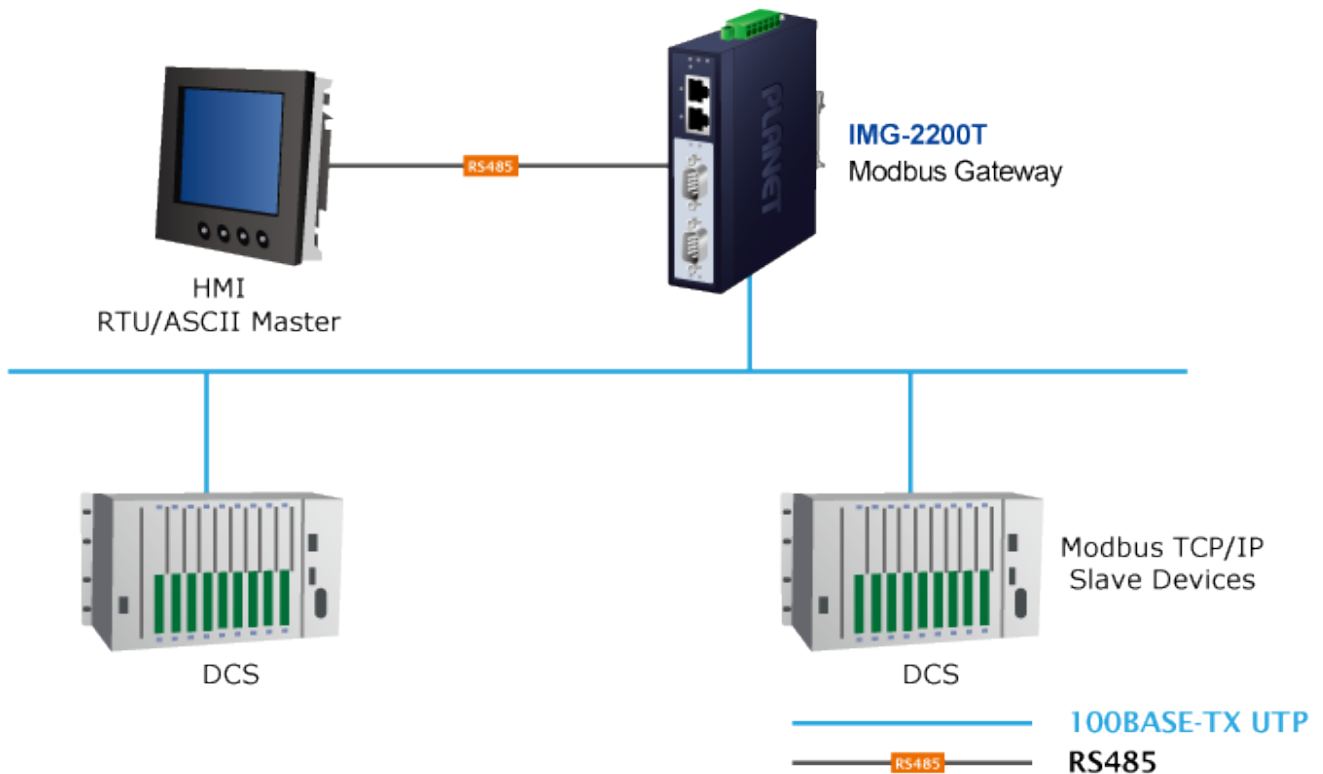 PLANET
IMG-2200T
Modbus Gateway
RS485
HMI
RTU/ASCII Master
Modbus TCP/IP
Slave Devices
DCS
DCS
100BASE-TX UTP
RS485
RS485